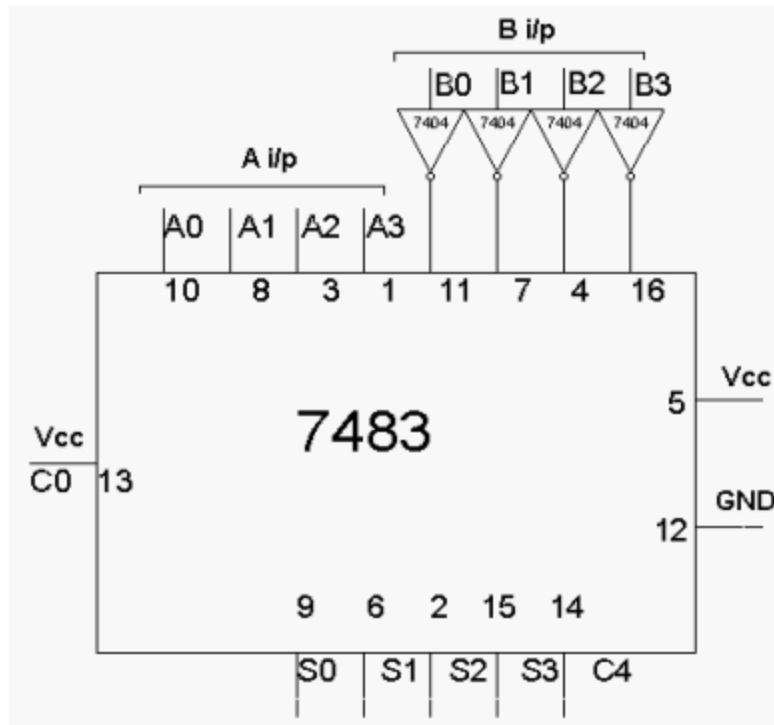 B i/p
B0 B1 B2 B3
7404 7404 7404 7404
A i/p
A0 A1 A2 A3
10 8 3 1 11 7 4 16
Vcc
5
7483
Vcc
C0 13
GND
12
9 6 2 15 14
S0 S1 S2 S3 C4